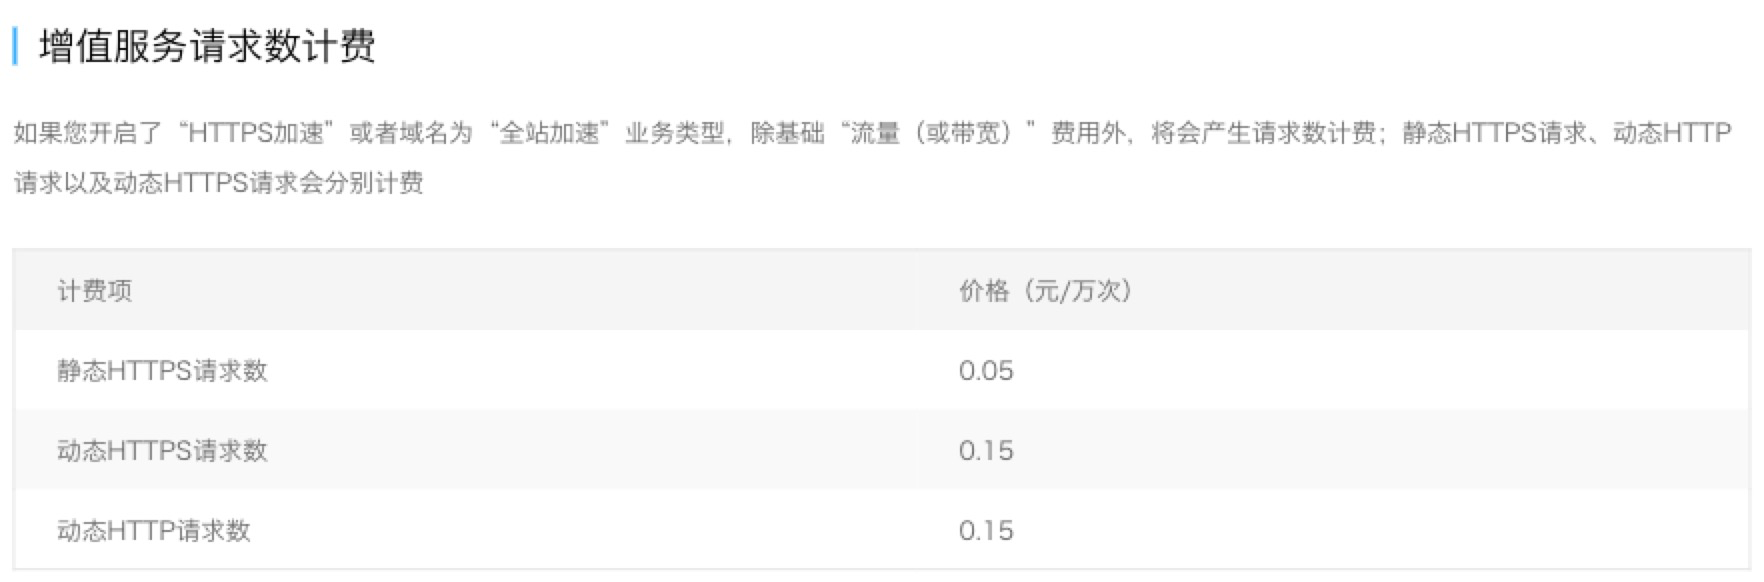 增值服务请求数计费
如果您开启了“HTTPS加速”或者域名为“全站加速”业务类型，除基础“流量（或带宽）”费用外，将会产生请求数计费；静态HTTPS请求、动态HTTP
请求以及动态HTTPS请求会分别计费
计费项 价格（元/万次）
静态HTTPS请求数 0.05
动态HTTPS请求数 0.15
动态HTTP请求数 0.15